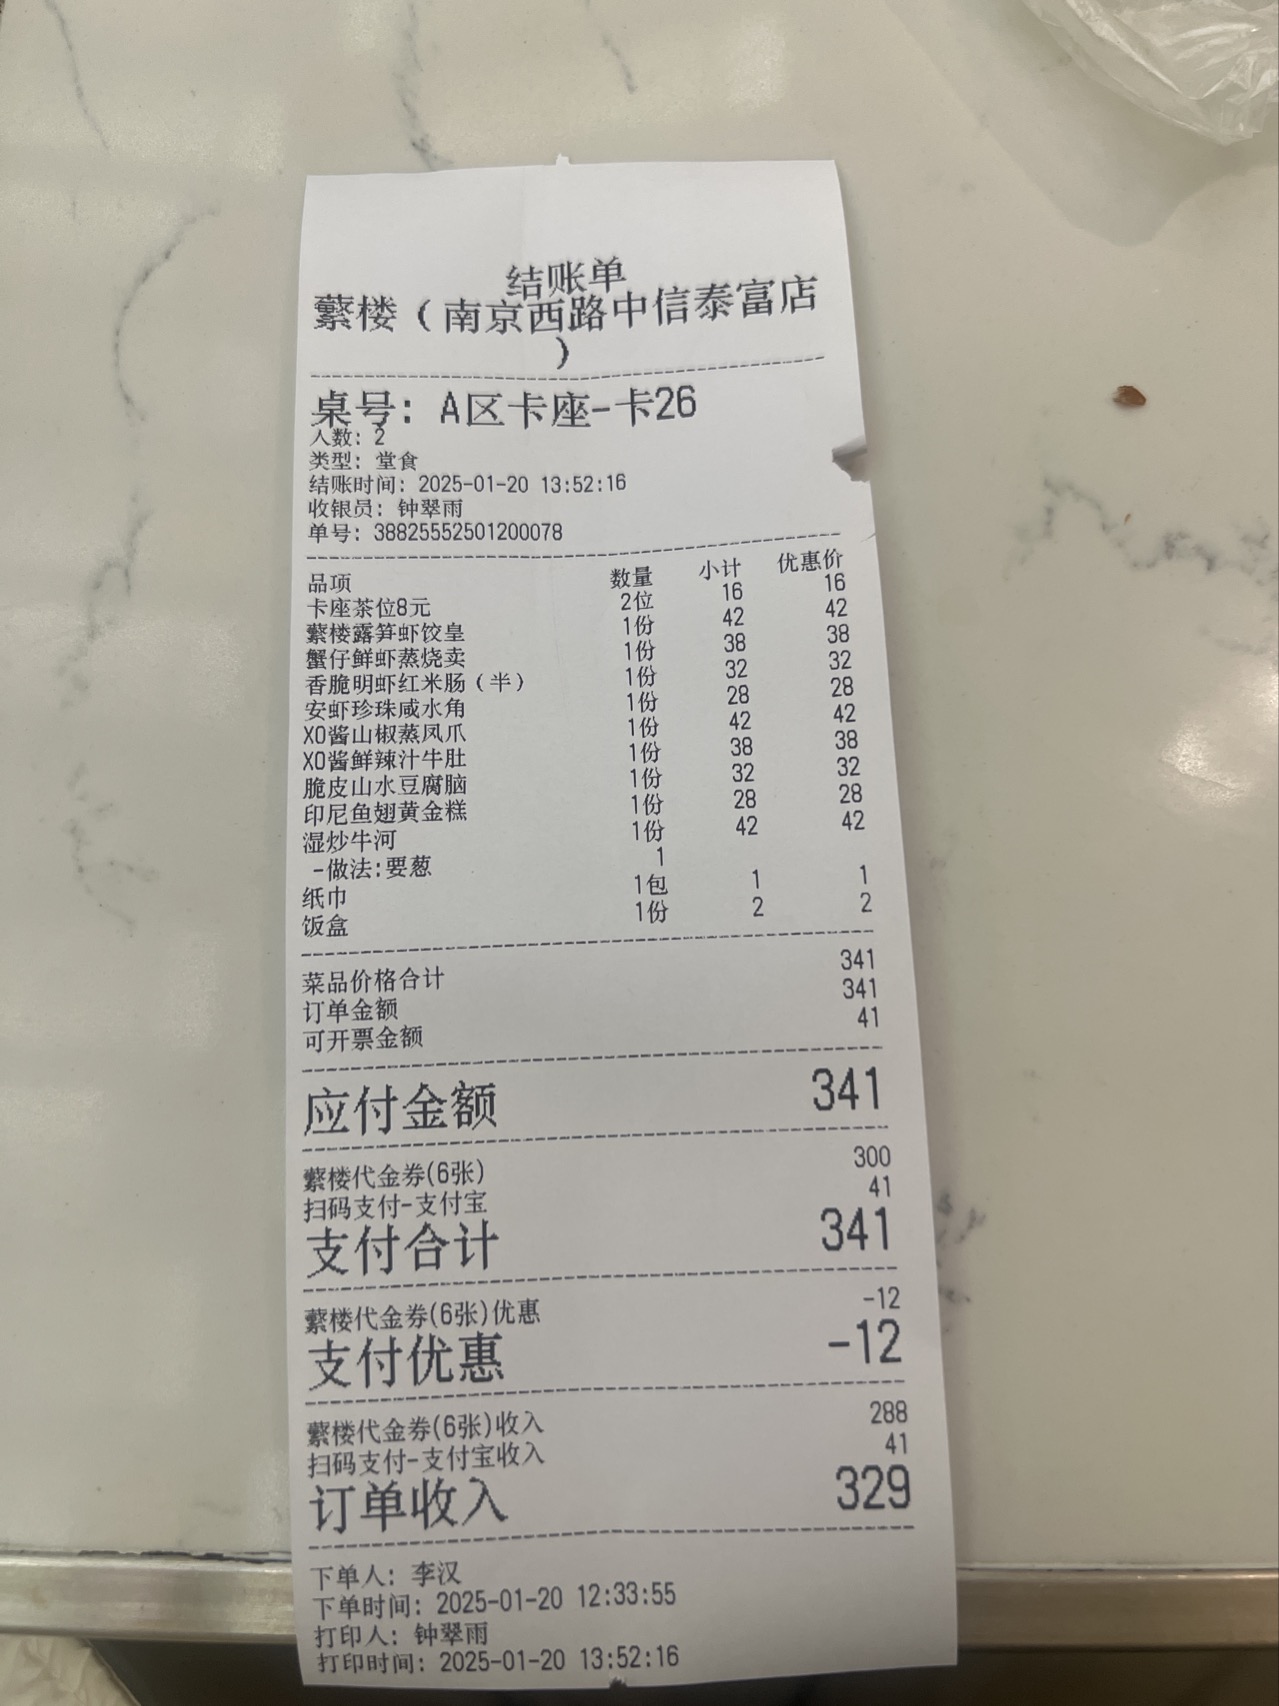 结账单
蘩楼（南京西路中信泰富店
）
桌号: A区卡座-卡26
人数: 2
类型: 堂食
结账时间: 2025-01-20 13:52:16
收银员: 钟翠雨
单号: 388255552501200078
品项 数量 小计 优惠价
卡座茶位8元 2位 16 16
蘩楼露笋虾饺皇 1份 42 42
蟹仔鲜虾蒸烧卖 1份 38 38
香脆明虾红米肠（半） 1份 32 32
安虾珍珠咸水角 1份 28 28
XO酱山椒蒸凤爪 1份 42 42
XO酱鲜辣汁牛肚 1份 38 38
脆皮山水豆腐脑 1份 32 32
印尼鱼翅黄金糕 1份 28 28
湿炒牛河 1份 42 42
-做法:要葱 1
纸巾 1包 1 1
饭盒 1份 2 2
菜品价格合计 341
订单金额 341
可开票金额 41
应付金额 341
蘩楼代金券(6张) 300
扫码支付-支付宝 41
支付合计 341
蘩楼代金券(6张)优惠 -12
支付优惠 -12
蘩楼代金券(6张)收入 288
扫码支付-支付宝收入 41
订单收入 329
下单人: 李汉
下单时间: 2025-01-20 12:33:55
打印人: 钟翠雨
打印时间: 2025-01-20 13:52:16